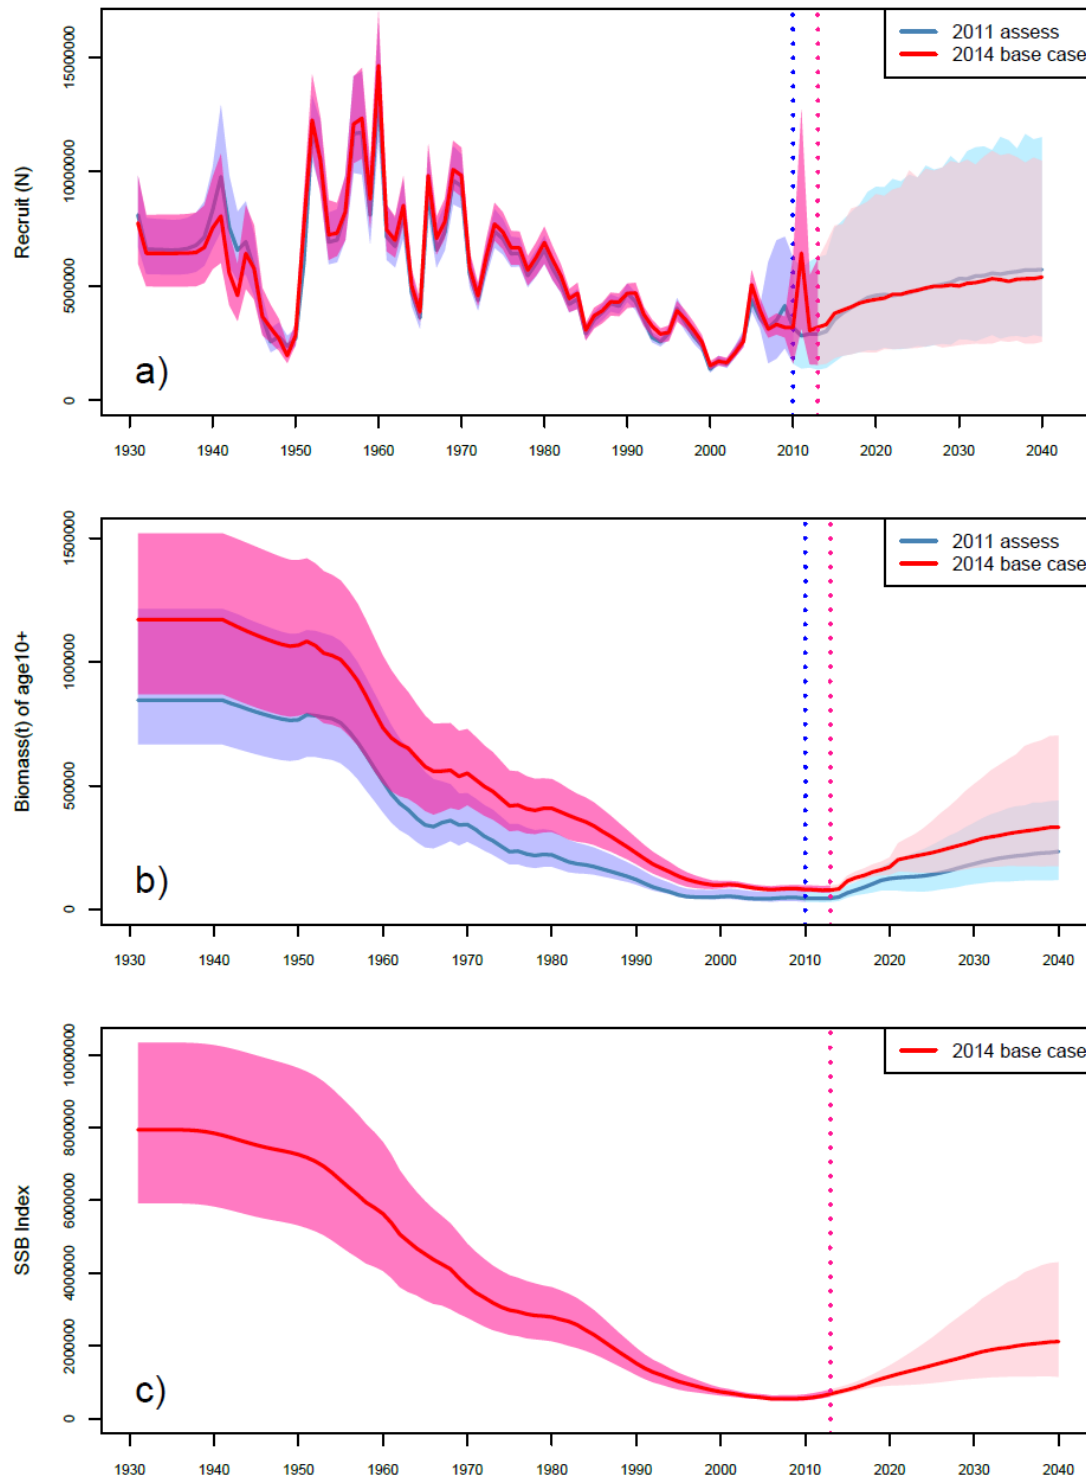 2011 assess
2014 base case
Recruit (N)
15000000
10000000
5000000
0
a)
1930 1940 1950 1960 1970 1980 1990 2000 2010 2020 2030 2040
2011 assess
2014 base case
Biomass(t) of age10+
1500000
1000000
500000
0
b)
1930 1940 1950 1960 1970 1980 1990 2000 2010 2020 2030 2040
2014 base case
SSB Index
10000000
8000000
6000000
4000000
2000000
0
c)
1930 1940 1950 1960 1970 1980 1990 2000 2010 2020 2030 2040